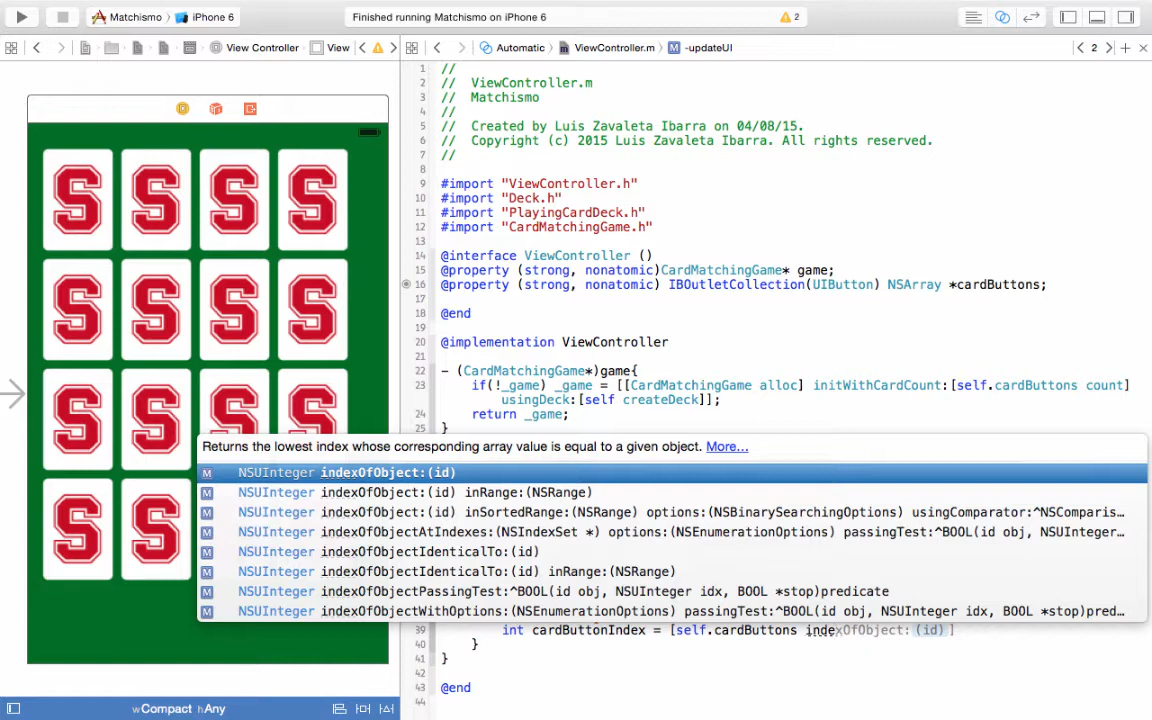 Matchismo iPhone 6
Finished running Matchismo on iPhone 6
2
View Controller View
Automatic ViewController.m M -updateUI 2
1 //
2 // ViewController.m
3 // Matchismo
4 //
5 // Created by Luis Zavaleta Ibarra on 04/08/15.
6 // Copyright (c) 2015 Luis Zavaleta Ibarra. All rights reserved.
7 //
8
9 #import "ViewController.h"
10 #import "Deck.h"
11 #import "PlayingCardDeck.h"
12 #import "CardMatchingGame.h"
13
14 @interface ViewController ()
15 @property (strong, nonatomic)CardMatchingGame* game;
16 @property (strong, nonatomic) IBOutletCollection(UIButton) NSArray *cardButtons;
17
18 @end
19
20 @implementation ViewController
21
22 - (CardMatchingGame*)game{
23 if(!_game) _game = [[CardMatchingGame alloc] initWithCardCount:[self.cardButtons count]
usingDeck:[self createDeck]];
24 return _game;
25 }
S S S S
S S S S
S S S S
S S
Returns the lowest index whose corresponding array value is equal to a given object. More...
M NSUInteger indexOfObject:(id)
M NSUInteger indexOfObject:(id) inRange:(NSRange)
M NSUInteger indexOfObject:(id) inSortedRange:(NSRange) options:(NSBinarySearchingOptions) usingComparator:^NSComparis…
M NSUInteger indexOfObjectAtIndexes:(NSIndexSet *) options:(NSEnumerationOptions) passingTest:^BOOL(id obj, NSUInteger…
M NSUInteger indexOfObjectIdenticalTo:(id)
M NSUInteger indexOfObjectIdenticalTo:(id) inRange:(NSRange)
M NSUInteger indexOfObjectPassingTest:^BOOL(id obj, NSUInteger idx, BOOL *stop)predicate
M NSUInteger indexOfObjectWithOptions:(NSEnumerationOptions) passingTest:^BOOL(id obj, NSUInteger idx, BOOL *stop)pred…
39 int cardButtonIndex = [self.cardButtons indexOfObject:(id)]
40 }
41 }
42
43 @end
44
wCompact hAny